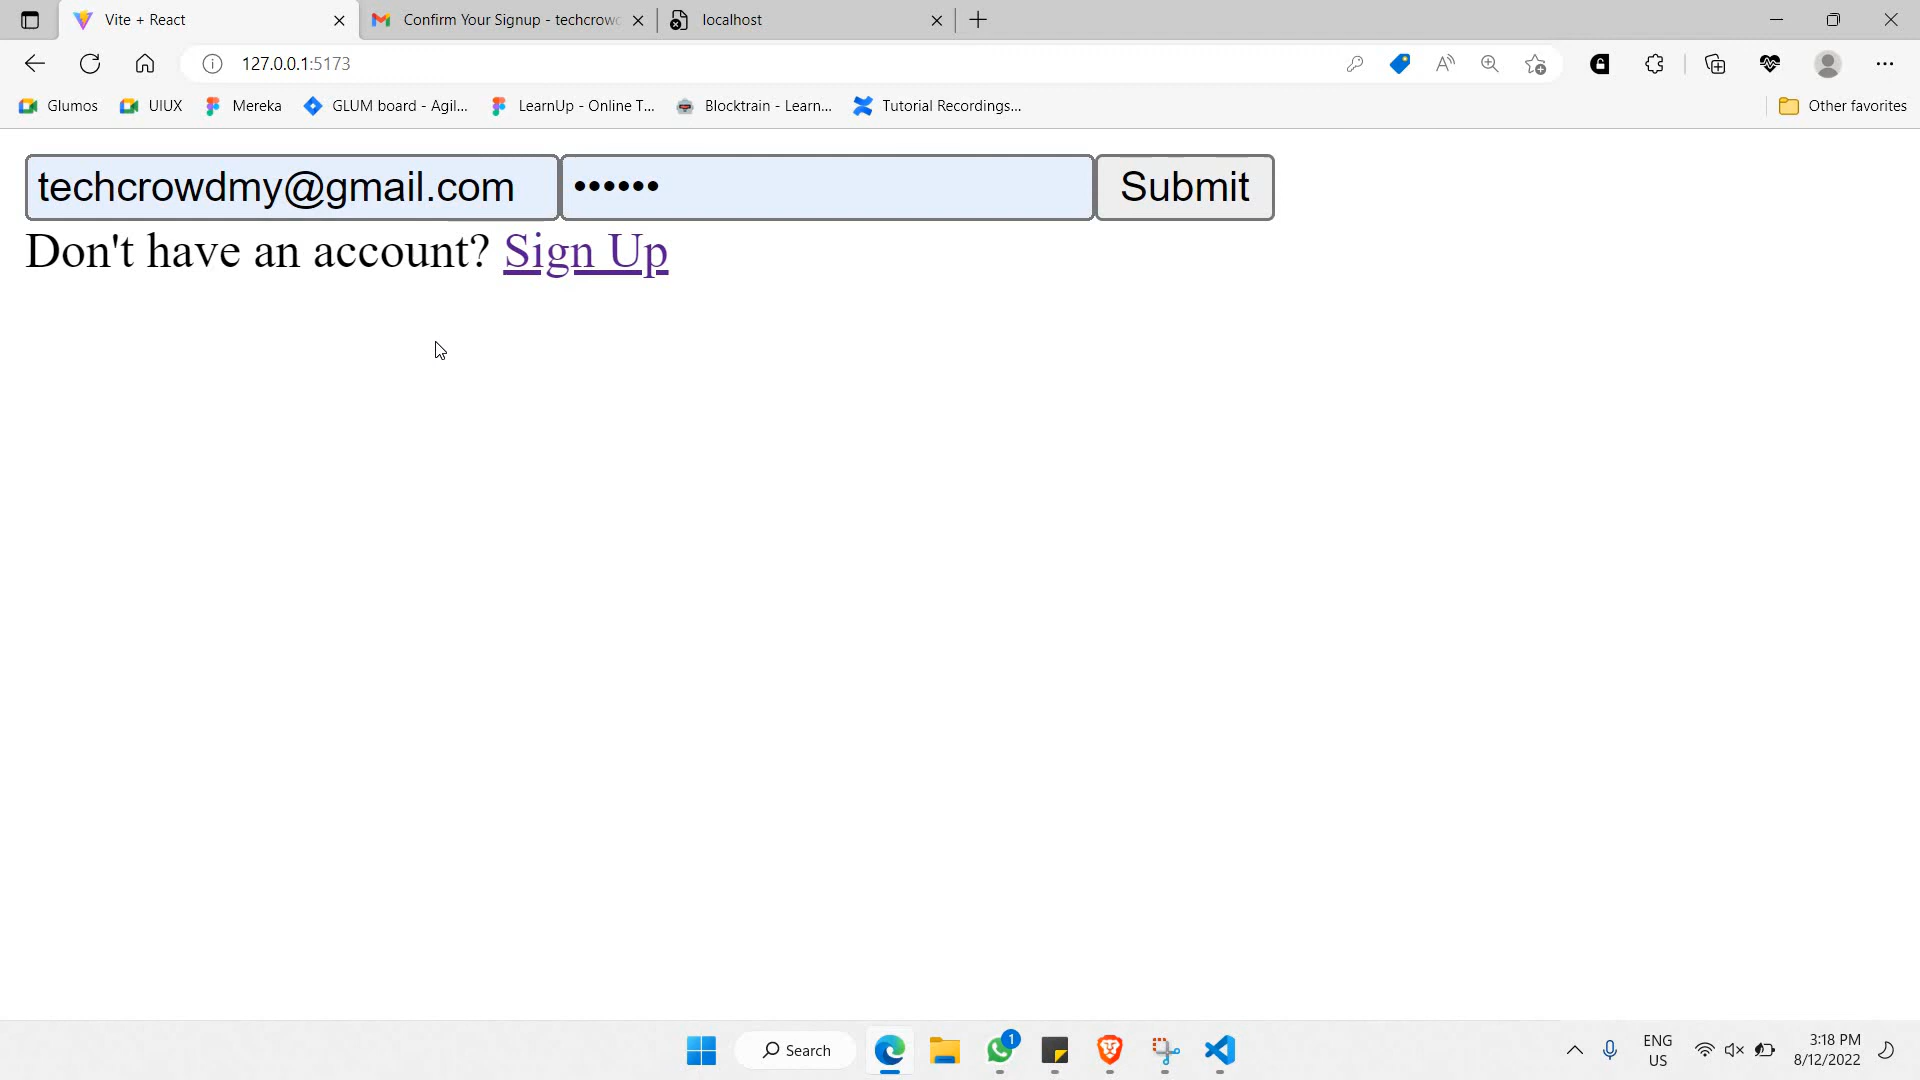 Vite + React
Confirm Your Signup - techcrowd
localhost
127.0.0.1:5173
Glumos
UIUX
Mereka
GLUM board - Agil...
LearnUp - Online T...
Blocktrain - Learn...
Tutorial Recordings...
Other favorites
techcrowdmy@gmail.com
••••••
Submit
Don't have an account? Sign Up
Search
1
ENG
US
3:18 PM
8/12/2022